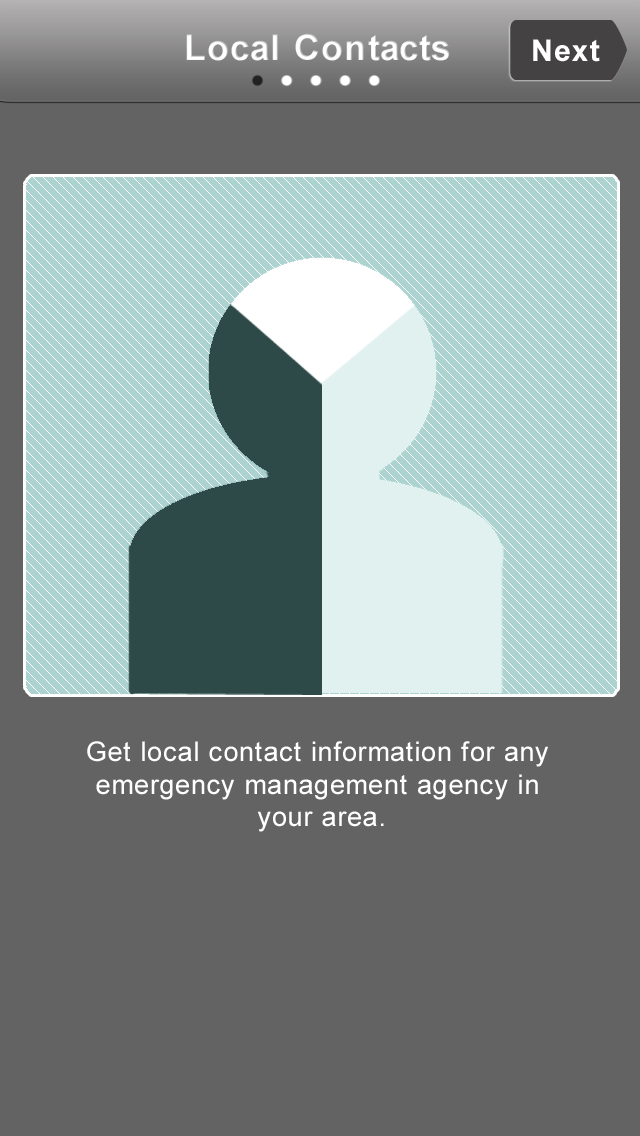 Local Contacts
Next
Get local contact information for any
emergency management agency in
your area.